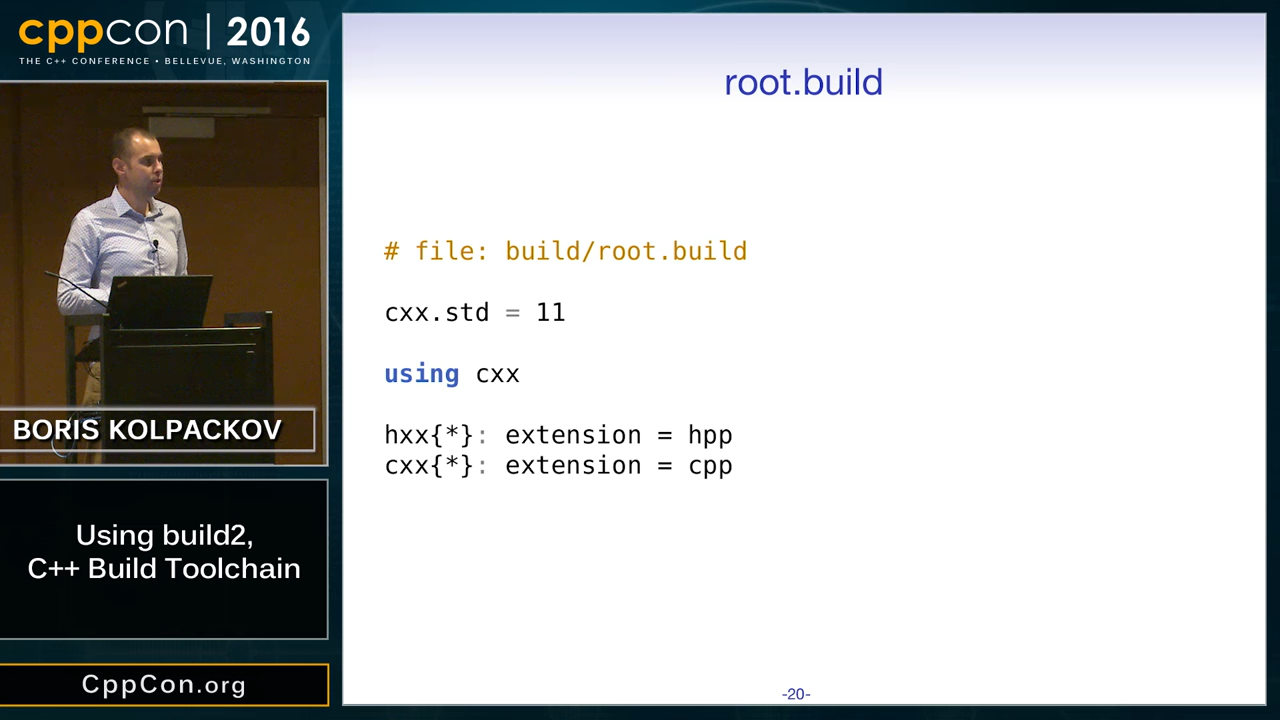 cppcon | 2016
THE C++ CONFERENCE • BELLEVUE, WASHINGTON
BORIS KOLPACKOV
Using build2,
C++ Build Toolchain
CppCon.org
root.build
# file: build/root.build
cxx.std = 11
using cxx
hxx{*}: extension = hpp
cxx{*}: extension = cpp
-20-